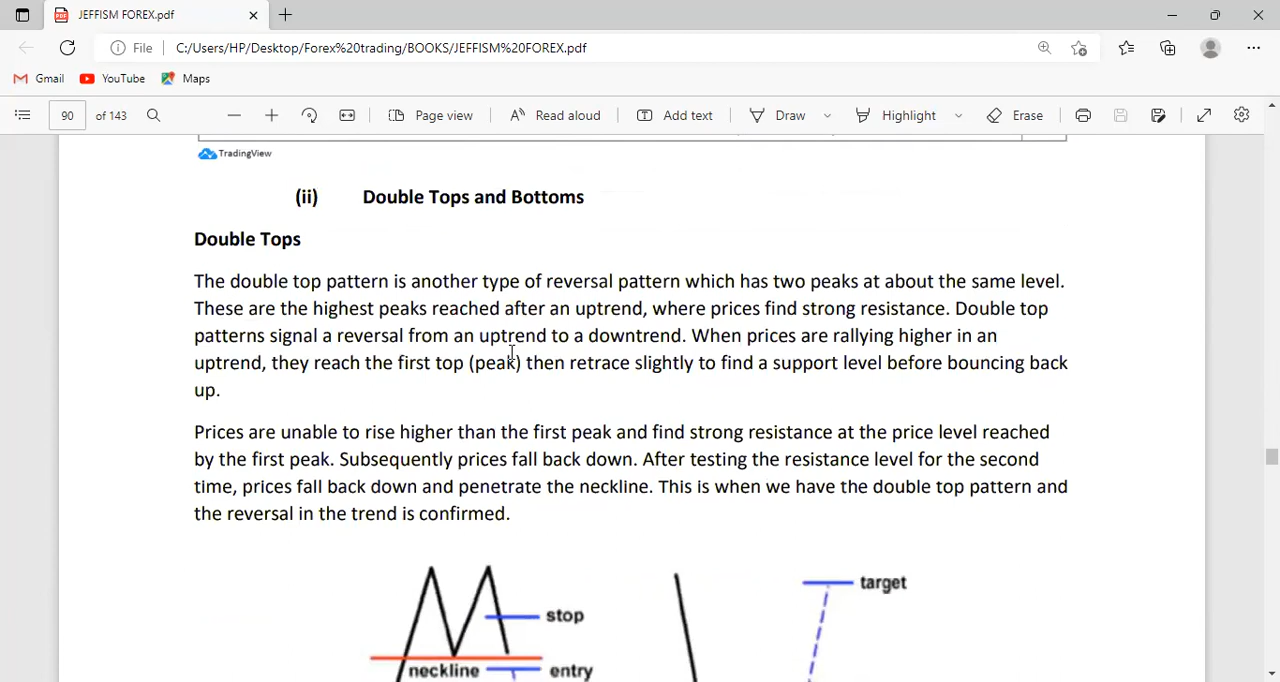 JEFFISM FOREX.pdf
File C:/Users/HP/Desktop/Forex%20trading/BOOKS/JEFFISM%20FOREX.pdf
Gmail YouTube Maps
90 of 143 Page view Read aloud Add text Draw Highlight Erase
TradingView
(ii) Double Tops and Bottoms
Double Tops
The double top pattern is another type of reversal pattern which has two peaks at about the same level.
These are the highest peaks reached after an uptrend, where prices find strong resistance. Double top
patterns signal a reversal from an uptrend to a downtrend. When prices are rallying higher in an
uptrend, they reach the first top (peak) then retrace slightly to find a support level before bouncing back
up.
Prices are unable to rise higher than the first peak and find strong resistance at the price level reached
by the first peak. Subsequently prices fall back down. After testing the resistance level for the second
time, prices fall back down and penetrate the neckline. This is when we have the double top pattern and
the reversal in the trend is confirmed.
target
stop
neckline entry